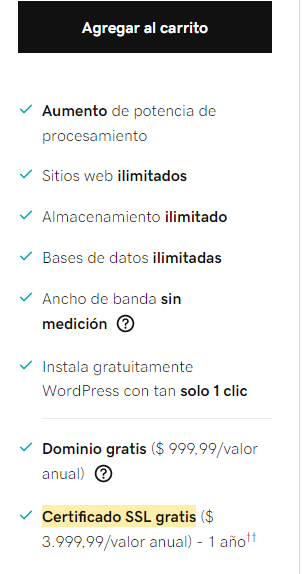 Agregar al carrito
Aumento de potencia de
procesamiento
Sitios web ilimitados
Almacenamiento ilimitado
Bases de datos ilimitadas
Ancho de banda sin
medición ?
Instala gratuitamente
WordPress con tan solo 1 clic
Dominio gratis ($ 999,99/valor
anual) ?
Certificado SSL gratis ($
3.999,99/valor anual) - 1 año††